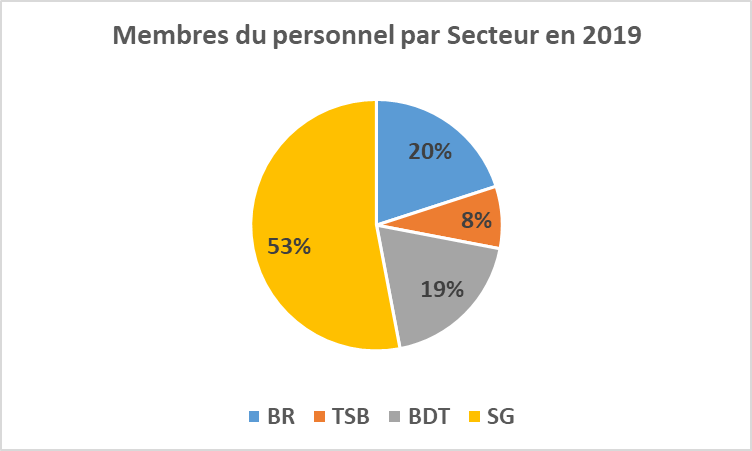 Membres du personnel par Secteur en 2019
20%
8%
53%
19%
BR TSB BDT SG